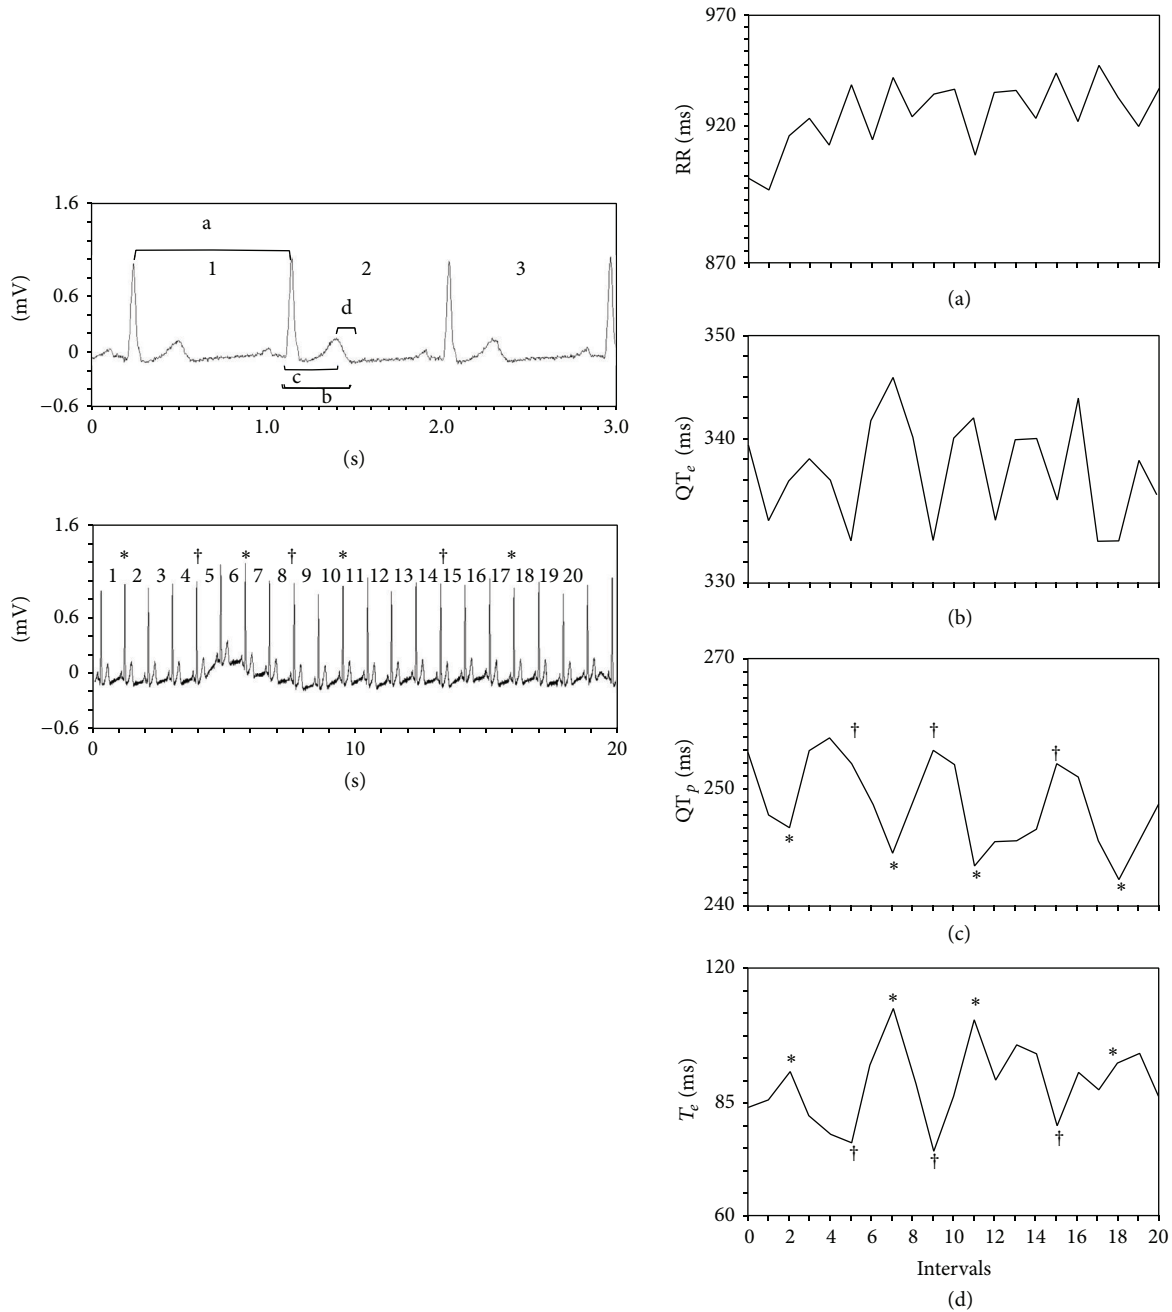 1.6
a
1
2
3
0.6
(mV)
d
0
c
b
−0.6
0
1.0
2.0
3.0
(s)
1.6
* † * † * † *
1 2 3 4 5 6 7 8 9 10 11 12 13 14 15 16 17 18 19 20
0.6
(mV)
0
−0.6
0
10
20
(s)
970
920
RR (ms)
870
(a)
350
340
QTe (ms)
330
(b)
270
† † †
250
QTp (ms)
* * * *
240
(c)
120
* * * *
85
Te (ms)
† † †
60
0 2 4 6 8 10 12 14 16 18 20
Intervals
(d)